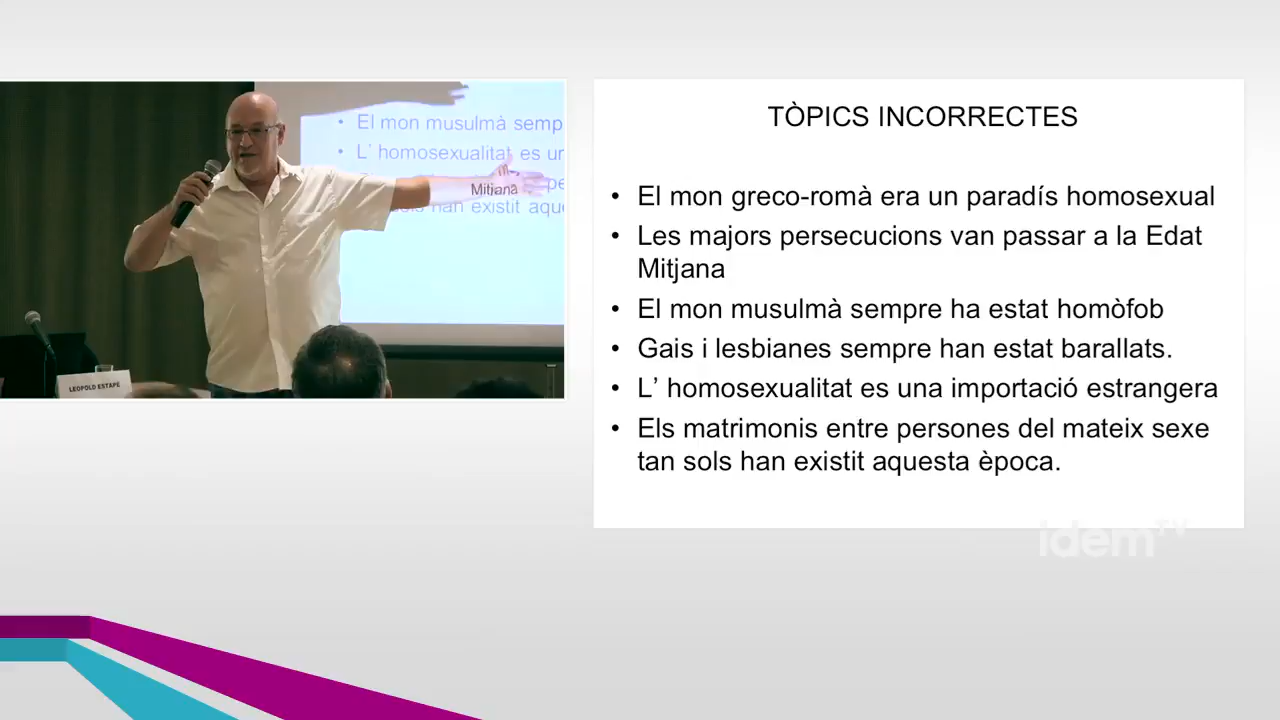 El mon musulmà semp
L' homosexualitat es un
Mitjana
sols han existit aque
LEOPOLD ESTAPÉ
TÒPICS INCORRECTES
• El mon greco-romà era un paradís homosexual
• Les majors persecucions van passar a la Edat
Mitjana
• El mon musulmà sempre ha estat homòfob
• Gais i lesbianes sempre han estat barallats.
• L’ homosexualitat es una importació estrangera
• Els matrimonis entre persones del mateix sexe
tan sols han existit aquesta època.
idem TV